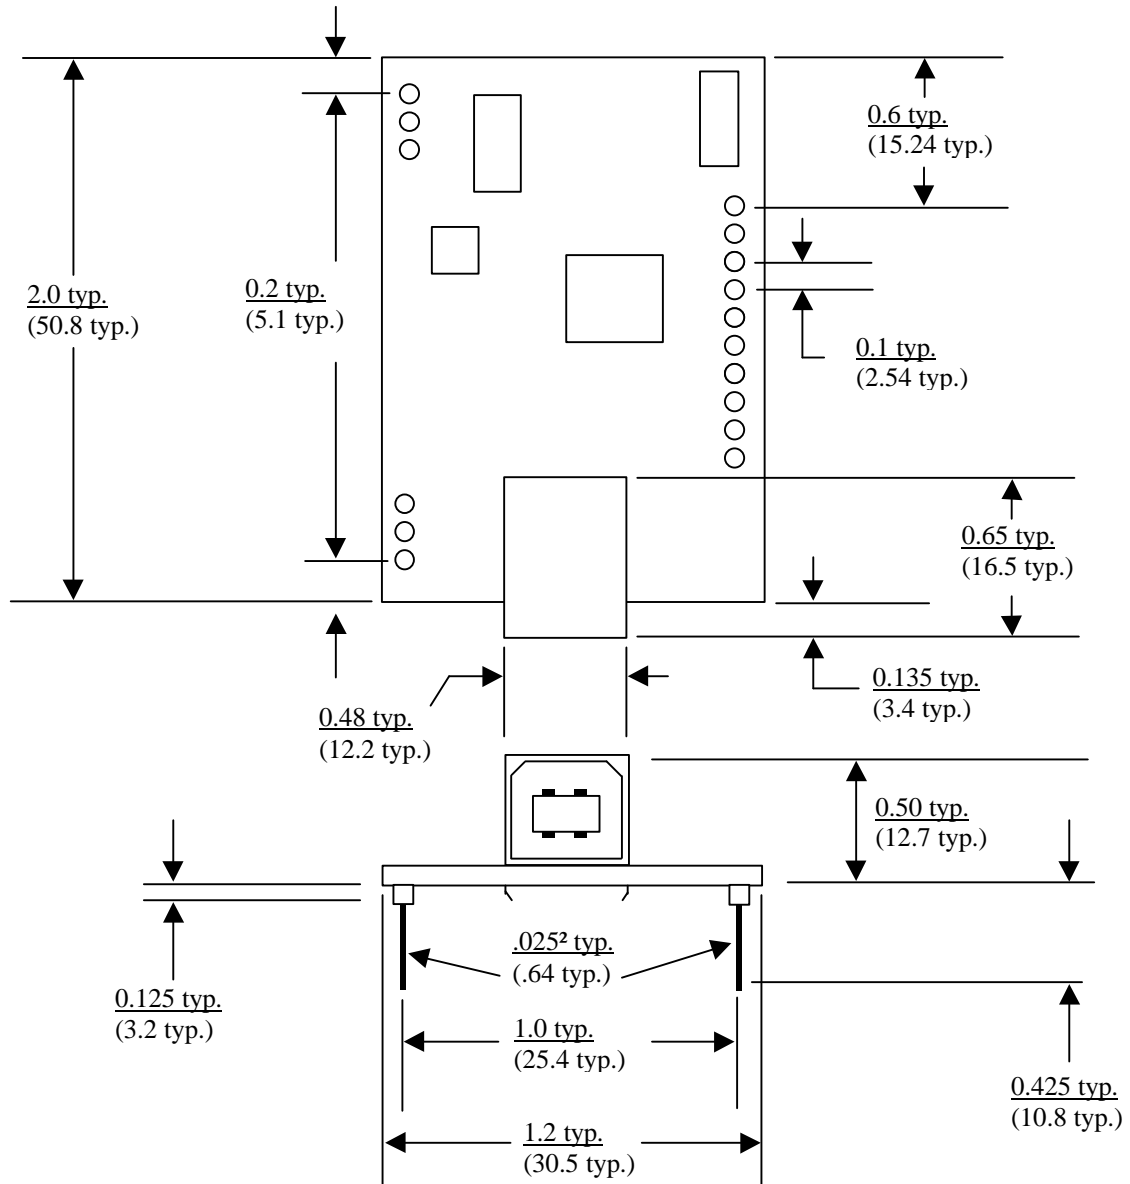 0.6 typ.
(15.24 typ.)
2.0 typ.
(50.8 typ.)
0.2 typ.
(5.1 typ.)
0.1 typ.
(2.54 typ.)
0.65 typ.
(16.5 typ.)
0.135 typ.
(3.4 typ.)
0.48 typ.
(12.2 typ.)
0.50 typ.
(12.7 typ.)
.025² typ.
(.64 typ.)
0.125 typ.
(3.2 typ.)
1.0 typ.
(25.4 typ.)
0.425 typ.
(10.8 typ.)
1.2 typ.
(30.5 typ.)